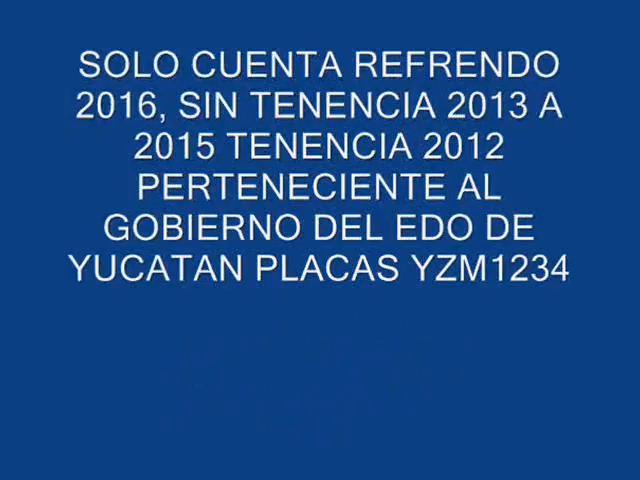 SOLO CUENTA REFRENDO
2016, SIN TENENCIA 2013 A
2015 TENENCIA 2012
PERTENECIENTE AL
GOBIERNO DEL EDO DE
YUCATAN PLACAS YZM1234